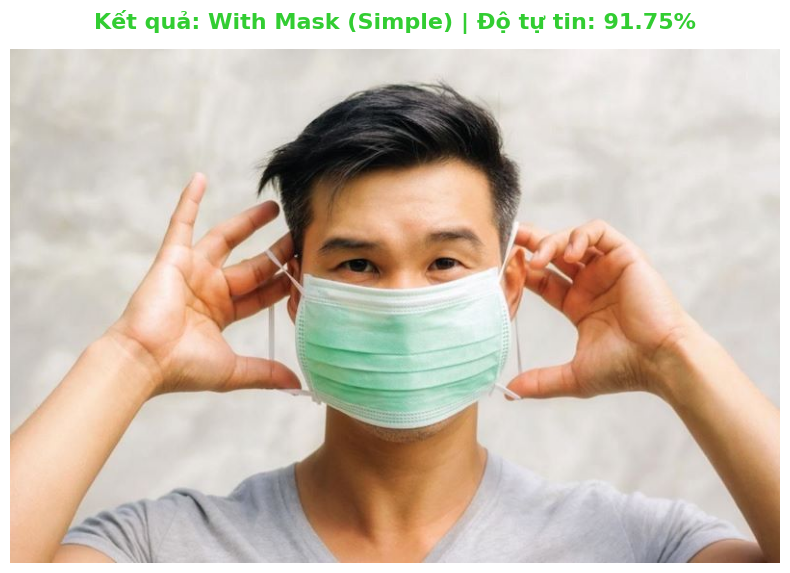 Kết quả: With Mask (Simple) | Độ tự tin: 91.75%